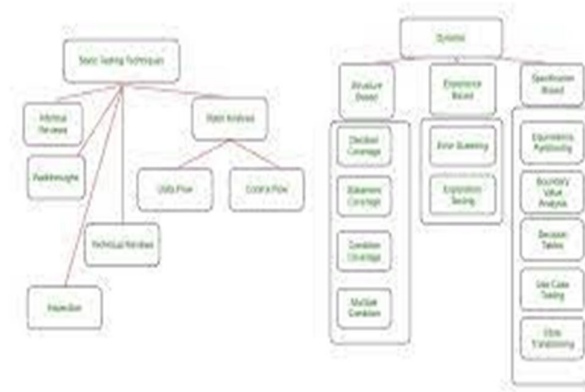 Static Testing Techniques
Informal
Reviews
Walkthroughs
Technical Reviews
Inspection
Static Analysis
Data Flow
Control Flow
Dynamic
Structure
Based
Experience
Based
Specification
Based
Decision
Coverage
Statement
Coverage
Condition
Coverage
Multiple
Condition
Error Guessing
Exploratory
Testing
Equivalence
Partitioning
Boundary
Value
Analysis
Decision
Tables
Use Case
Testing
State
Transitioning